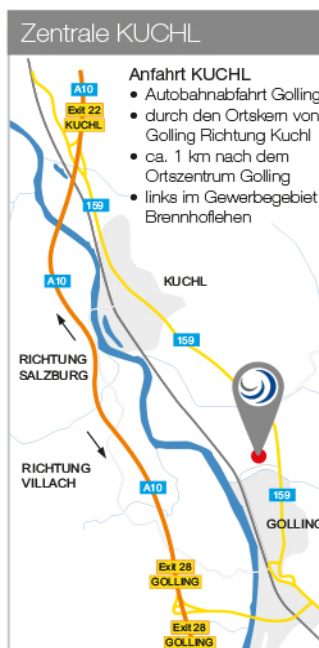 Zentrale KUCHL
Anfahrt KUCHL
• Autobahnabfahrt Golling
• durch den Ortskern von
Golling Richtung Kuchl
• ca. 1 km nach dem
Ortszentrum Golling
• links im Gewerbegebiet
Brennhoflehen
A10
Exit 22
KUCHL
159
A10
KUCHL
159
RICHTUNG
SALZBURG
RICHTUNG
VILLACH
A10
159
GOLLING
Exit 28
GOLLING
Exit 28
GOLLING